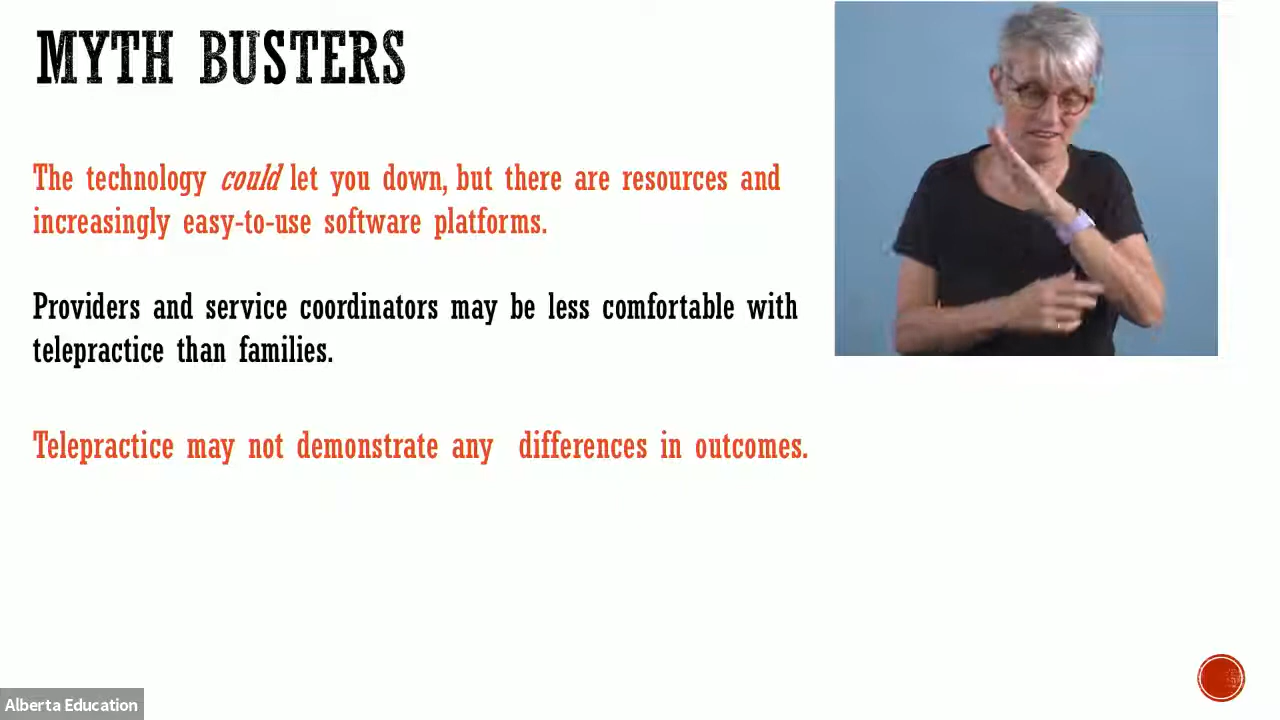 MYTH BUSTERS
The technology could let you down, but there are resources and
increasingly easy-to-use software platforms.
Providers and service coordinators may be less comfortable with
telepractice than families.
Telepractice may not demonstrate any  differences in outcomes.
Alberta Education